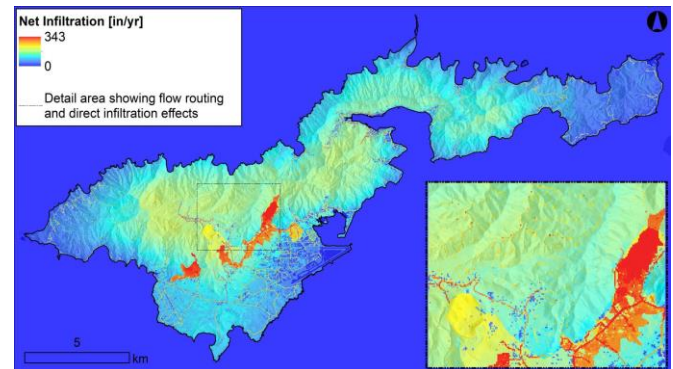 Net Infiltration [in/yr]
343
0
Detail area showing flow routing
and direct infiltration effects
5
km